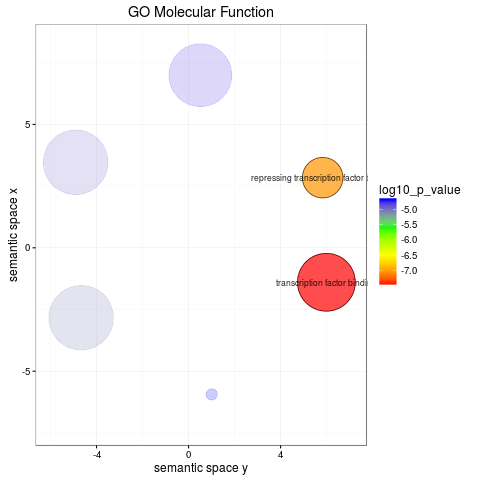 GO Molecular Function
log10_p_value
-5.0
-5.5
-6.0
-6.5
-7.0
5
0
-5
semantic space x
repressing transcription factor
transcription factor bindi
-4
0
4
semantic space y